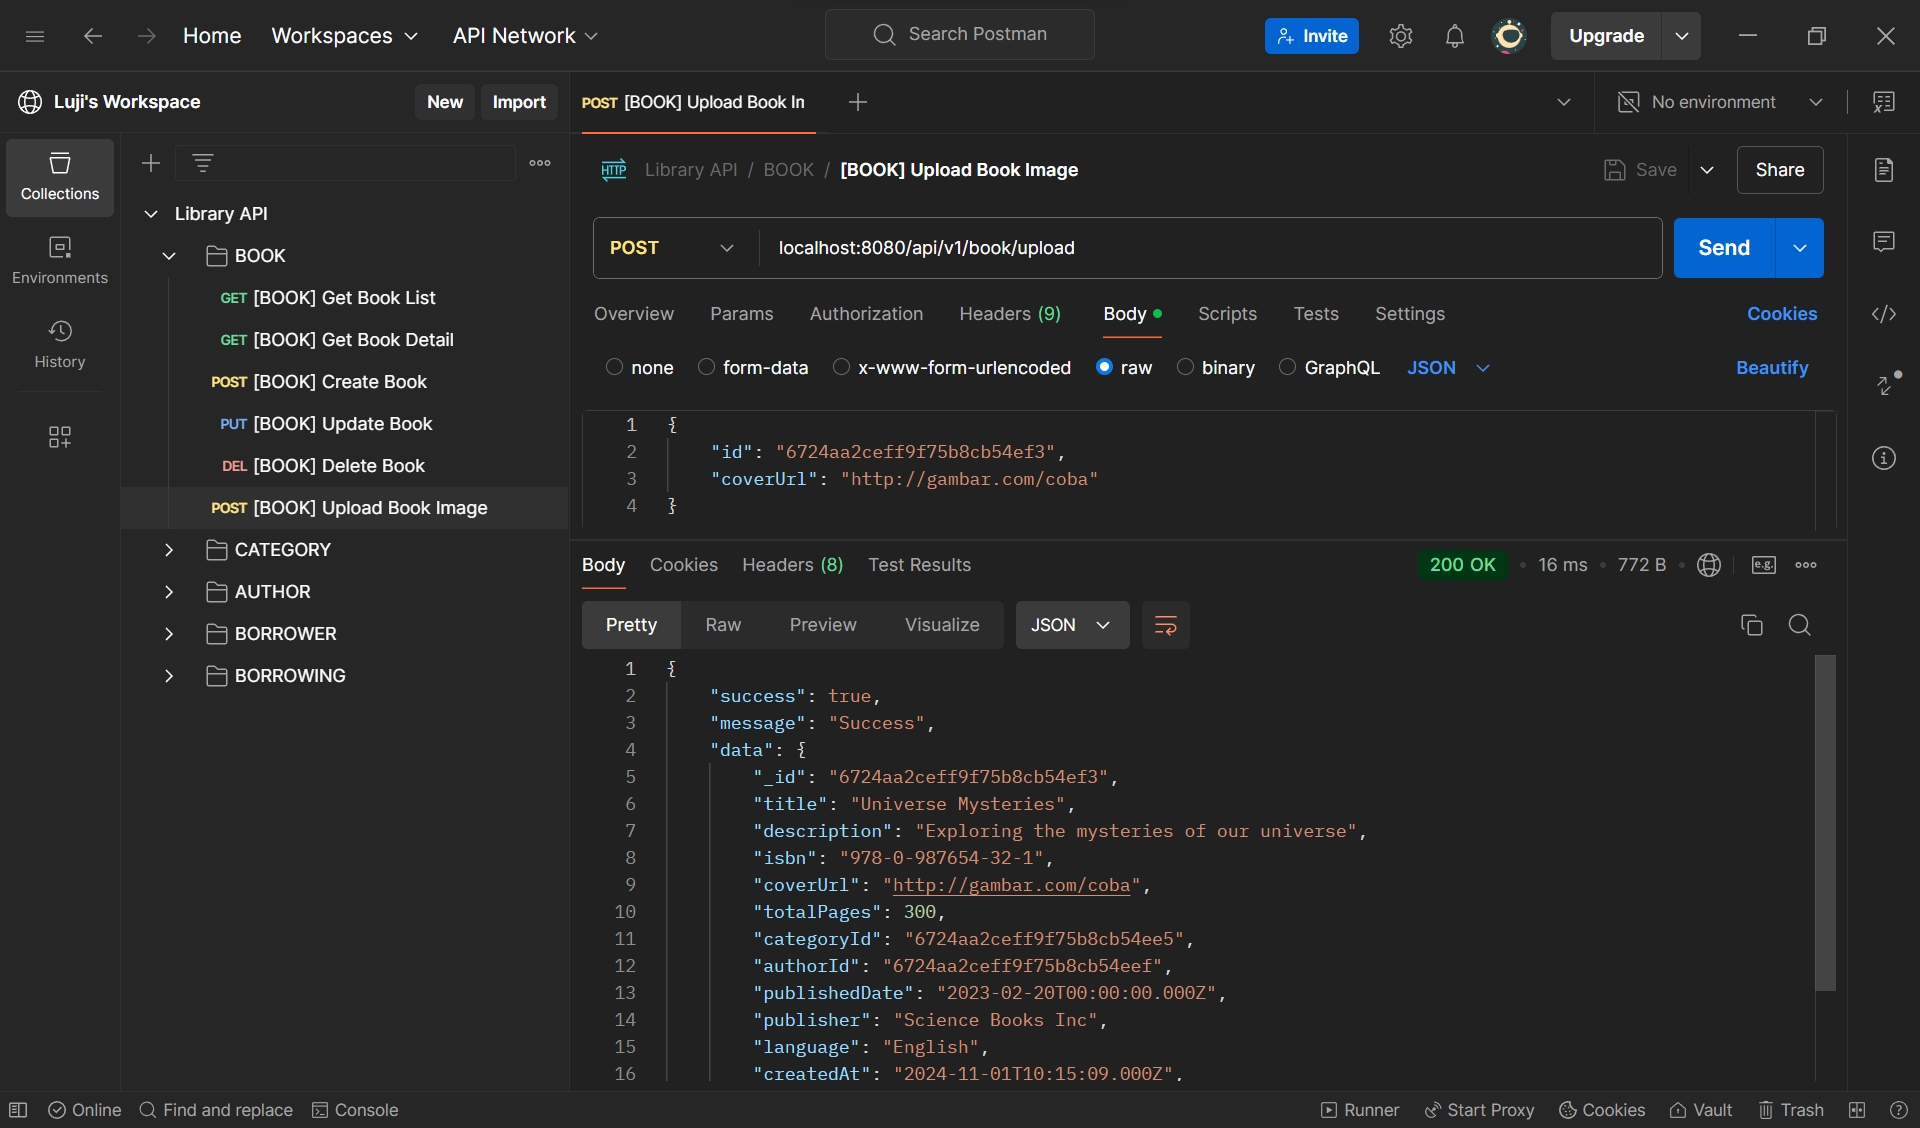 Home Workspaces API Network Search Postman Invite Upgrade
Luji's Workspace New Import
POST [BOOK] Upload Book In No environment
Collections
Environments
History
Library API
BOOK
GET [BOOK] Get Book List
GET [BOOK] Get Book Detail
POST [BOOK] Create Book
PUT [BOOK] Update Book
DEL [BOOK] Delete Book
POST [BOOK] Upload Book Image
CATEGORY
AUTHOR
BORROWER
BORROWING
HTTP Library API / BOOK / [BOOK] Upload Book Image Save Share
POST localhost:8080/api/v1/book/upload Send
Overview Params Authorization Headers (9) Body Scripts Tests Settings Cookies
none form-data x-www-form-urlencoded raw binary GraphQL JSON Beautify
1 {
2 "id": "6724aa2ceff9f75b8cb54ef3",
3 "coverUrl": "http://gambar.com/coba"
4 }
Body Cookies Headers (8) Test Results 200 OK 16 ms 772 B e.g.
Pretty Raw Preview Visualize JSON
1 {
2 "success": true,
3 "message": "Success",
4 "data": {
5 "_id": "6724aa2ceff9f75b8cb54ef3",
6 "title": "Universe Mysteries",
7 "description": "Exploring the mysteries of our universe",
8 "isbn": "978-0-987654-32-1",
9 "coverUrl": "http://gambar.com/coba",
10 "totalPages": 300,
11 "categoryId": "6724aa2ceff9f75b8cb54ee5",
12 "authorId": "6724aa2ceff9f75b8cb54eef",
13 "publishedDate": "2023-02-20T00:00:00.000Z",
14 "publisher": "Science Books Inc",
15 "language": "English",
16 "createdAt": "2024-11-01T10:15:09.000Z",
Online Find and replace Console Runner Start Proxy Cookies Vault Trash